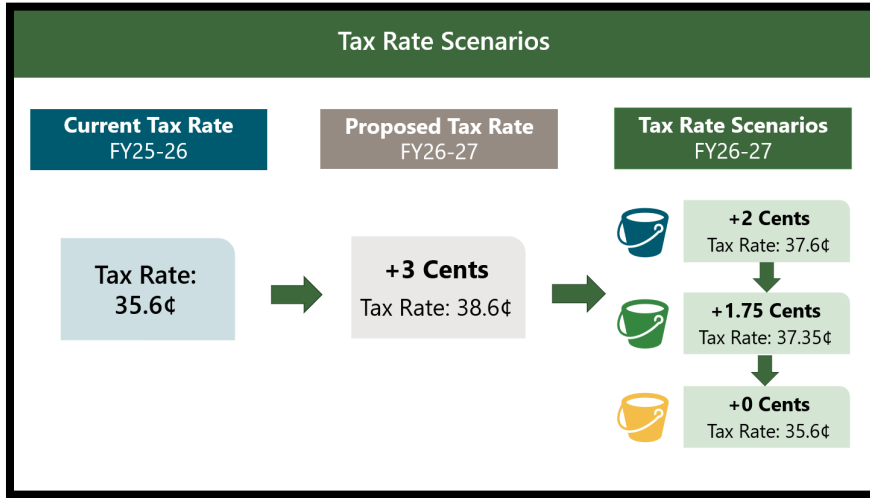 Tax Rate Scenarios
Current Tax Rate
FY25-26
Proposed Tax Rate
FY26-27
Tax Rate Scenarios
FY26-27
Tax Rate:
35.6¢
+3 Cents
Tax Rate: 38.6¢
+2 Cents
Tax Rate: 37.6¢
+1.75 Cents
Tax Rate: 37.35¢
+0 Cents
Tax Rate: 35.6¢